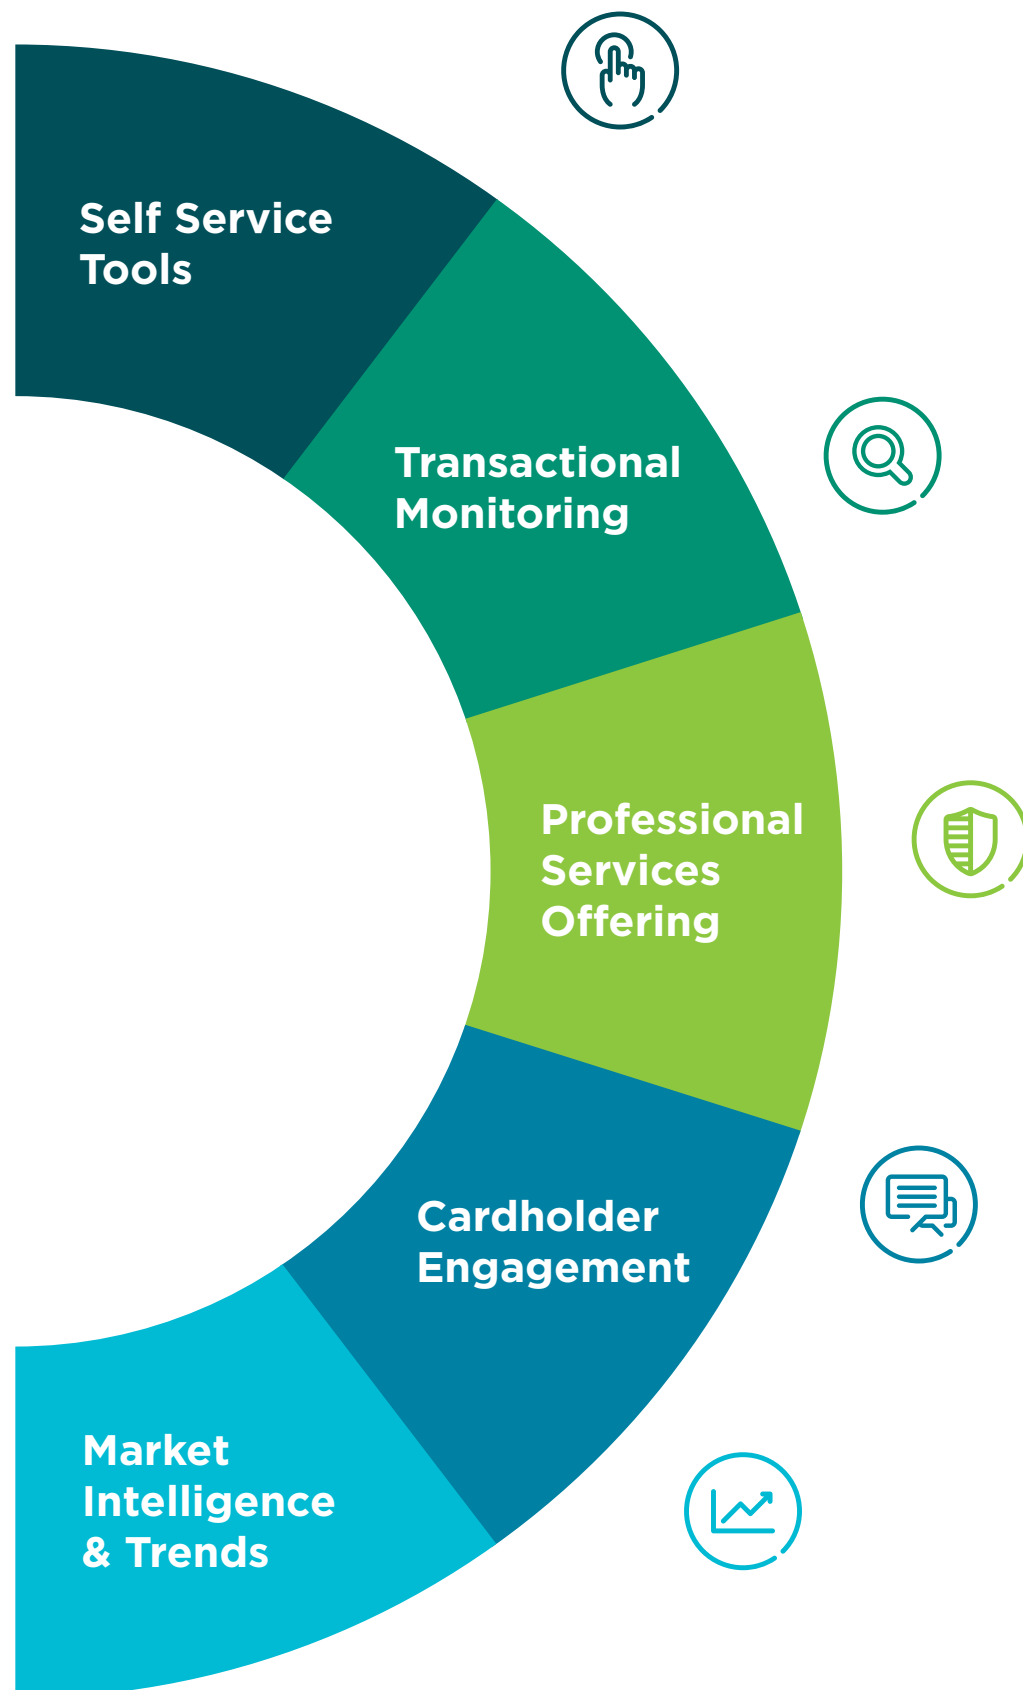 Self Service
Tools
Transactional
Monitoring
Professional
Services
Offering
Cardholder
Engagement
Market
Intelligence
& Trends